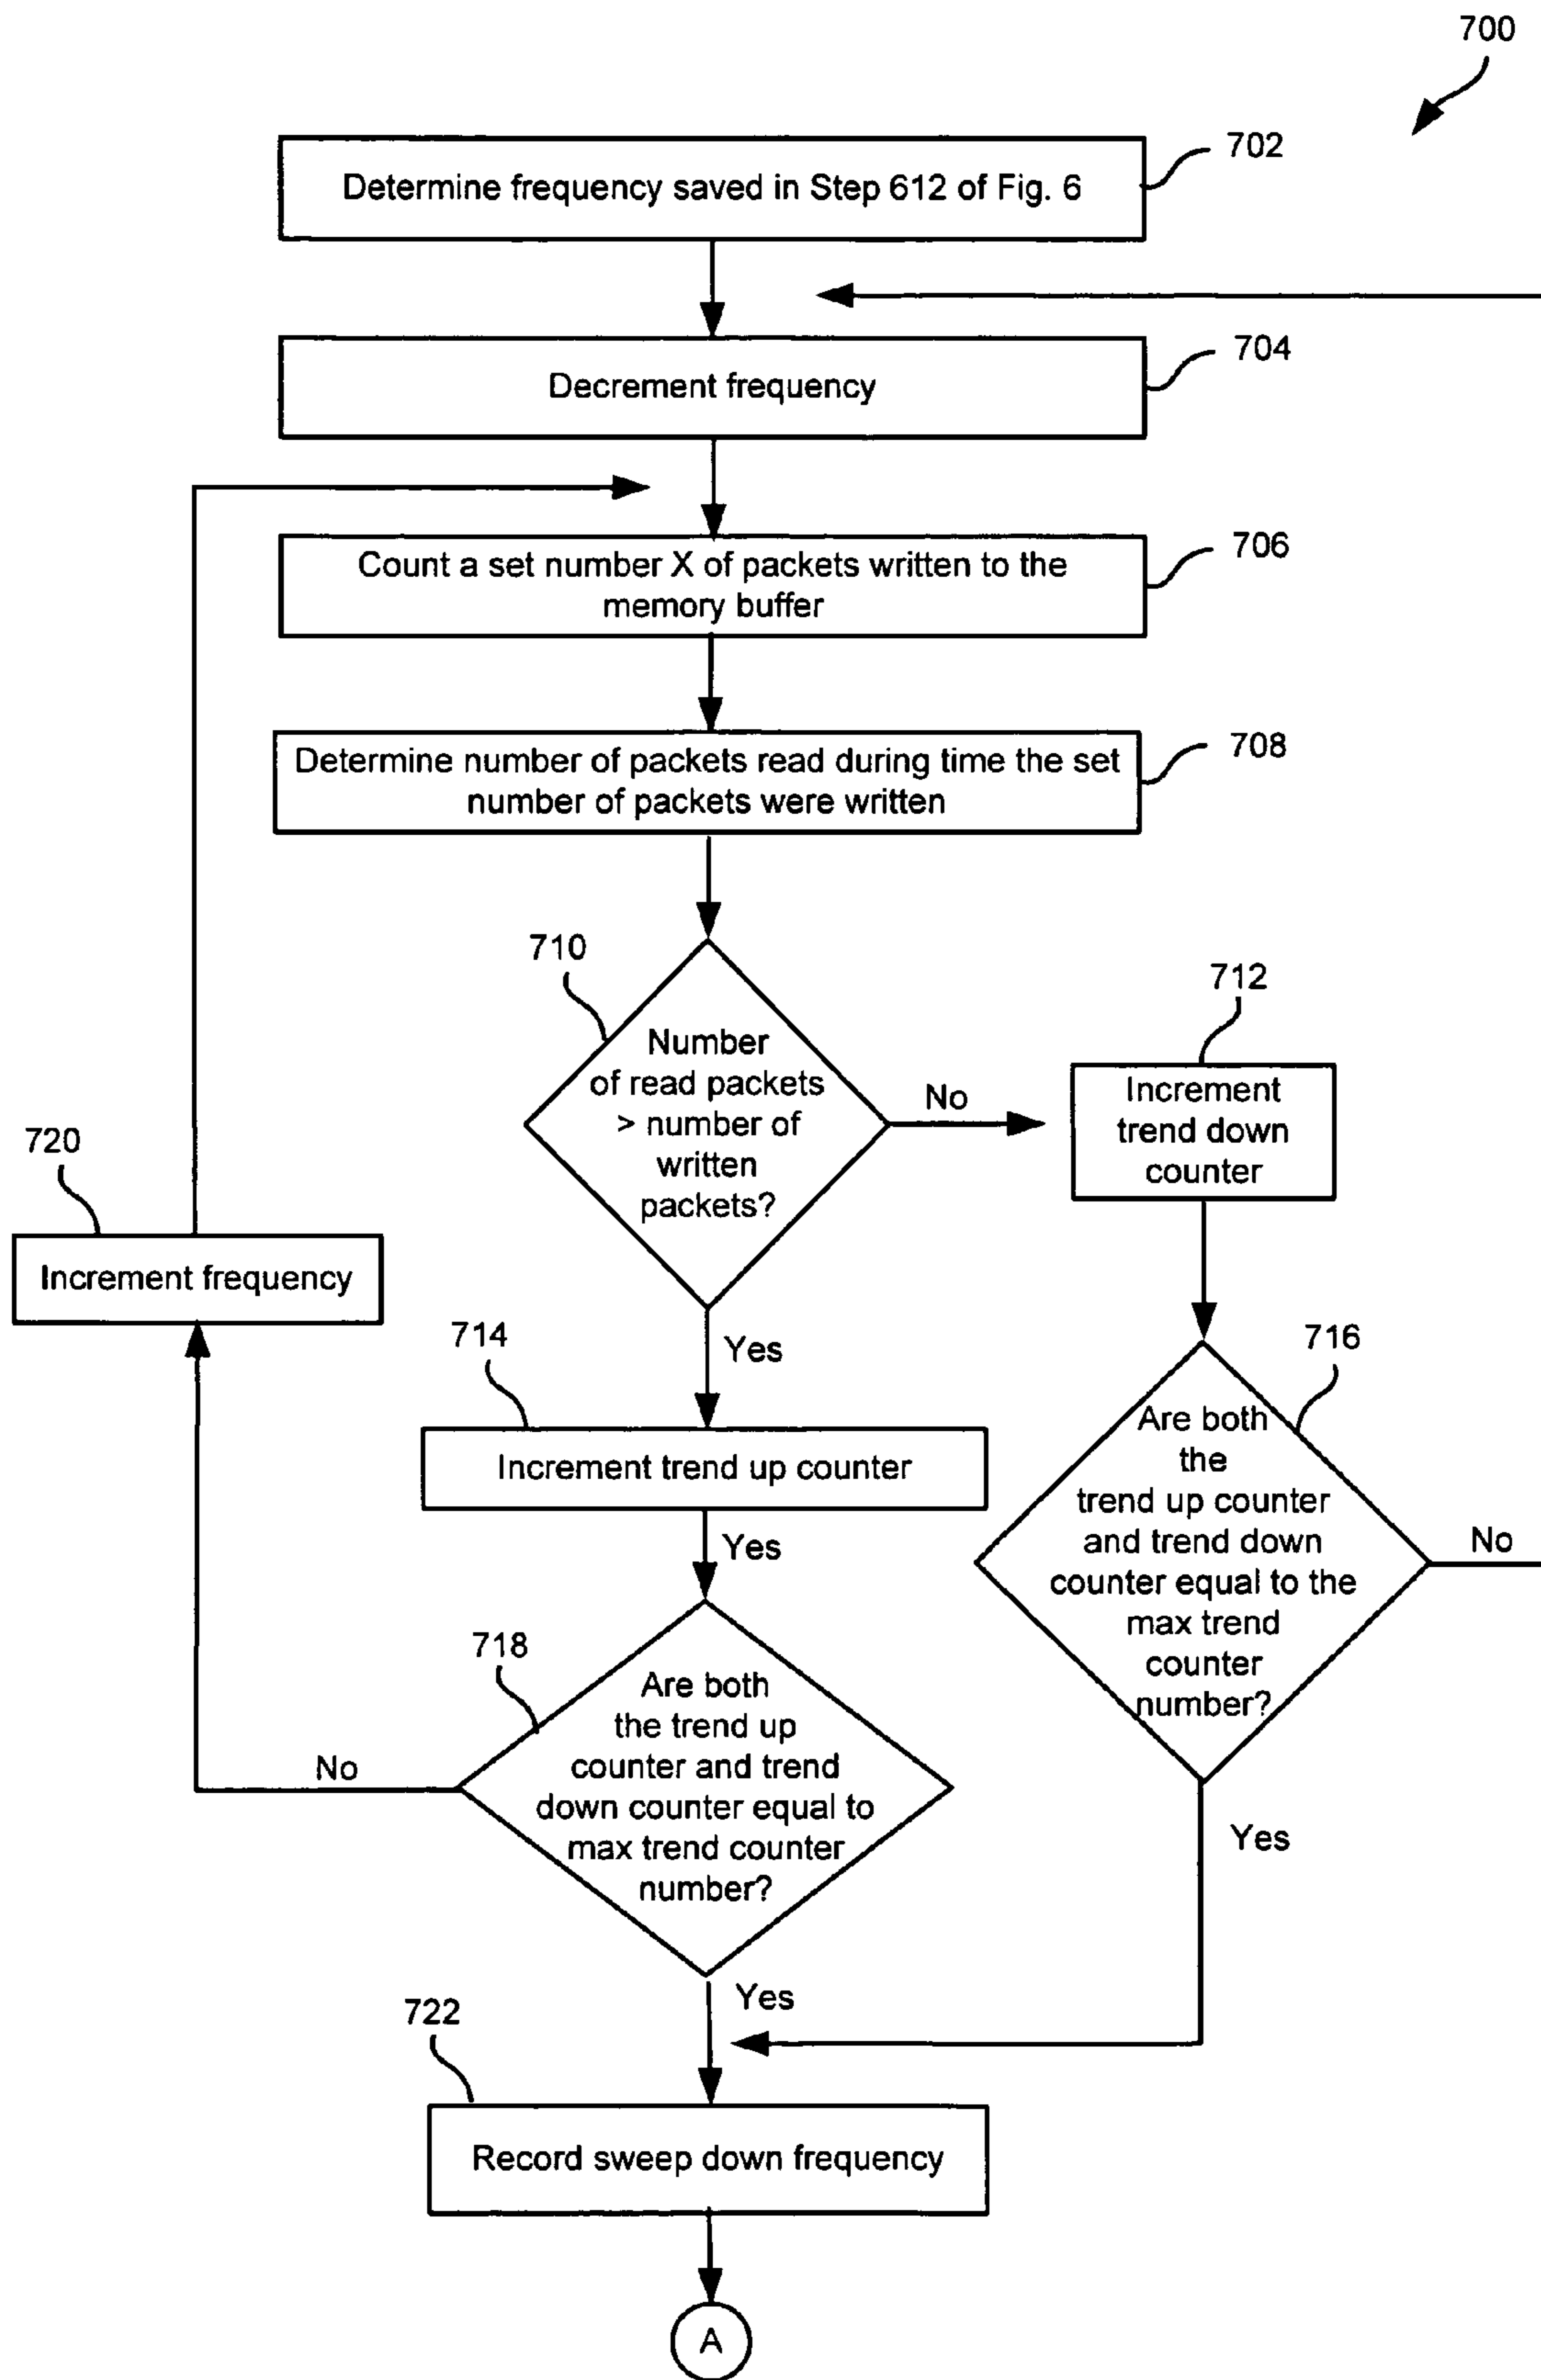 700
702
Determine frequency saved in Step 612 of Fig. 6
704
Decrement frequency
706
Count a set number X of packets written to the
memory buffer
708
Determine number of packets read during time the set
number of packets were written
710
Number
of read packets
> number of
written
packets?
No
712
Increment
trend down
counter
720
Increment frequency
Yes
714
Increment trend up counter
Yes
716
Are both
the
trend up counter
and trend down
counter equal to the
max trend
counter
number?
No
Yes
718
Are both
the trend up
counter and trend
down counter equal to
max trend counter
number?
No
Yes
722
Record sweep down frequency
A